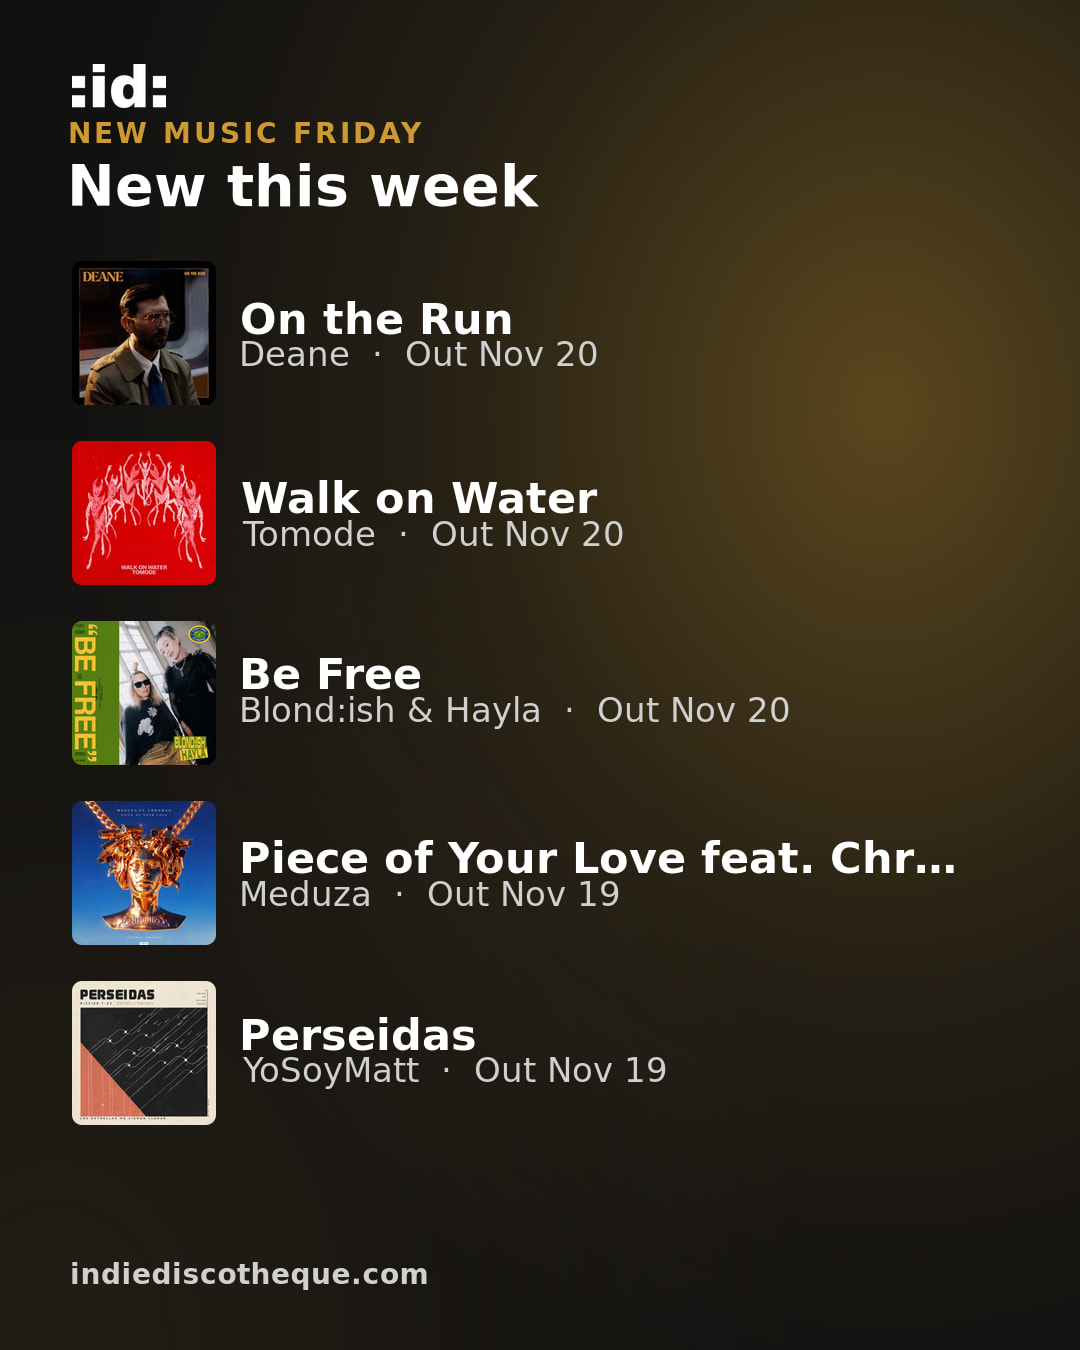 :id:
NEW MUSIC FRIDAY
New this week
DEANE
ON THE RUN
On the Run
Deane · Out Nov 20
WALK ON WATER
TOMODE
Walk on Water
Tomode · Out Nov 20
“BE FREE”
BLOND:ISH
HAYLA
Be Free
Blond:ish & Hayla · Out Nov 20
Piece of Your Love feat. Chr...
Meduza · Out Nov 19
PERSEIDAS
Perseidas
YoSoyMatt · Out Nov 19
indiediscotheque.com